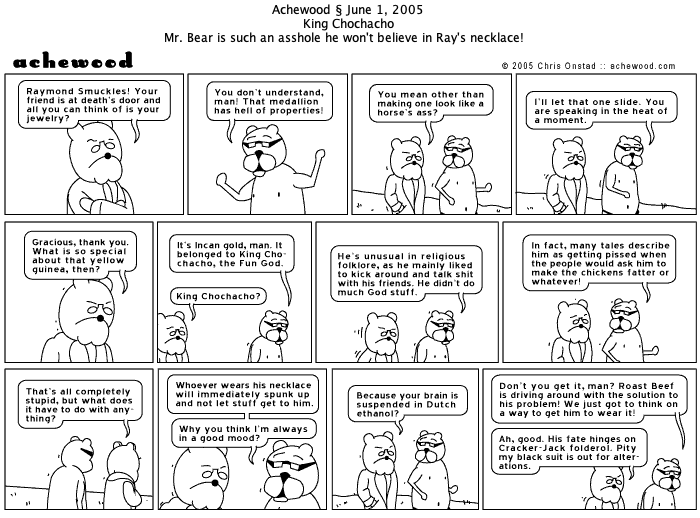 Achewood § June 1, 2005
King Chochacho
Mr. Bear is such an asshole he won't believe in Ray's necklace!
achewood
© 2005 Chris Onstad :: achewood.com
Raymond Smuckles! Your
friend is at death's door and
all you can think of is your
jewelry?
You don't understand,
man! That medallion
has hell of properties!
You mean other than
making one look like a
horse's ass?
I'll let that one slide. You
are speaking in the heat of
a moment.
Gracious, thank you.
What is so special
about that yellow
guinea, then?
It's Incan gold, man. It
belonged to King Cho-
chacho, the Fun God.
King Chochacho?
He's unusual in religious
folklore, as he mainly liked
to kick around and talk shit
with his friends. He didn't do
much God stuff.
In fact, many tales describe
him as getting pissed when
the people would ask him to
make the chickens fatter or
whatever!
That's all completely
stupid, but what does
it have to do with any-
thing?
Whoever wears his necklace
will immediately spunk up
and not let stuff get to him.
Why you think I'm always
in a good mood?
Because your brain is
suspended in Dutch
ethanol?
Don't you get it, man? Roast Beef
is driving around with the solution to
his problem! We just got to think on
a way to get him to wear it!
Ah, good. His fate hinges on
Cracker-Jack folderol. Pity
my black suit is out for alter-
ations.